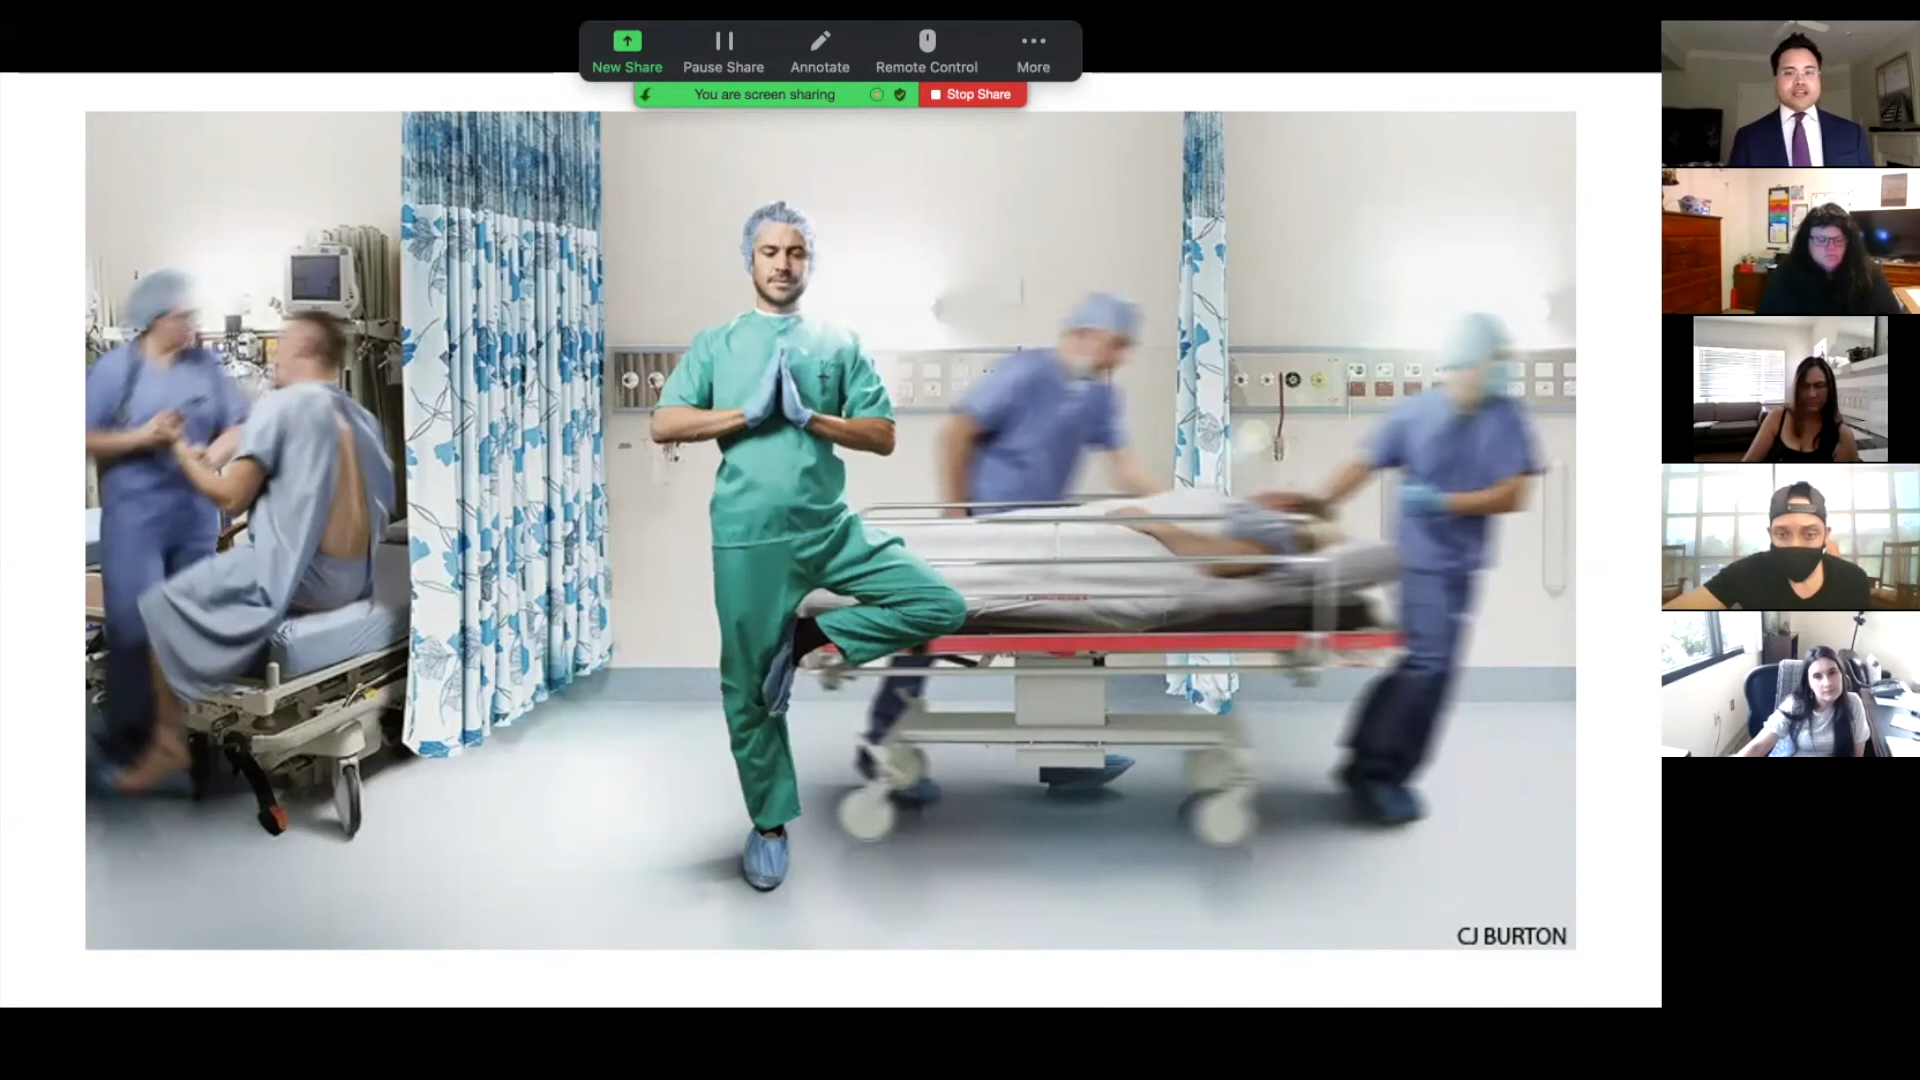 New Share
Pause Share
Annotate
Remote Control
More
You are screen sharing
Stop Share
CJ BURTON